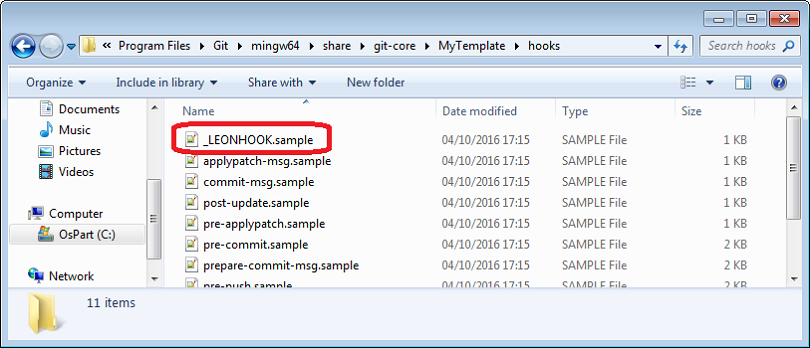 « Program Files ▸ Git ▸ mingw64 ▸ share ▸ git-core ▸ MyTemplate ▸ hooks Search hooks
Organize Include in library Share with New folder
Name Date modified Type Size
Documents
Music
Pictures
Videos
Computer
OsPart (C:)
Network
_LEONHOOK.sample 04/10/2016 17:15 SAMPLE File 1 KB
applypatch-msg.sample 04/10/2016 17:15 SAMPLE File 1 KB
commit-msg.sample 04/10/2016 17:15 SAMPLE File 1 KB
post-update.sample 04/10/2016 17:15 SAMPLE File 1 KB
pre-applypatch.sample 04/10/2016 17:15 SAMPLE File 1 KB
pre-commit.sample 04/10/2016 17:15 SAMPLE File 2 KB
prepare-commit-msg.sample 04/10/2016 17:15 SAMPLE File 2 KB
pre-push.sample 04/10/2016 17:15 SAMPLE File 2 KB
11 items